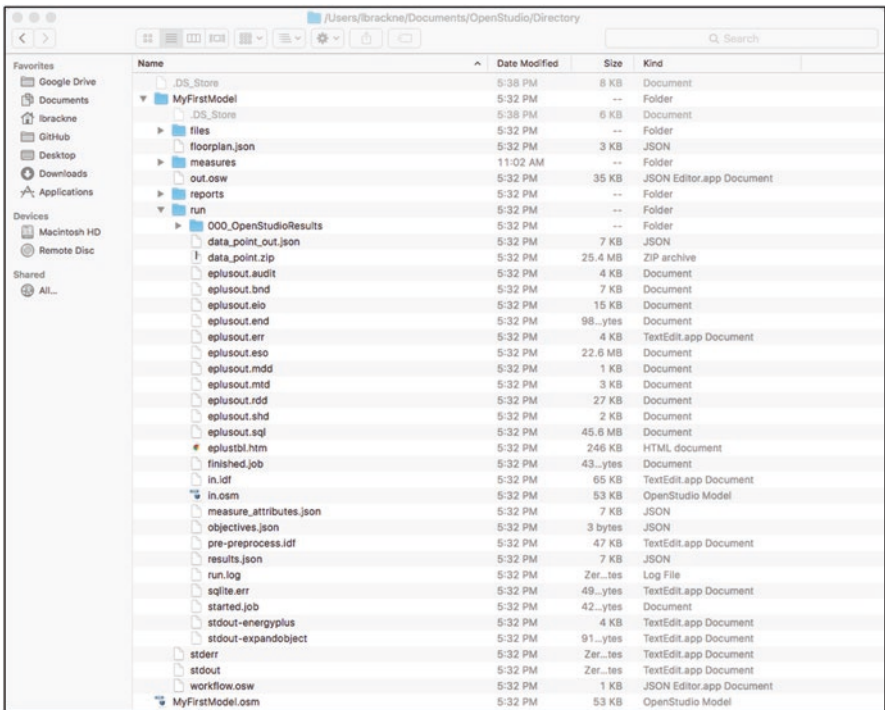 /Users/lbrackne/Documents/OpenStudio/Directory
Search
Favorites
Google Drive
Documents
lbrackne
GitHub
Desktop
Downloads
Applications
Devices
Macintosh HD
Remote Disc
Shared
All...
Name Date Modified Size Kind
.DS_Store 5:38 PM 8 KB Document
MyFirstModel 5:32 PM -- Folder
.DS_Store 5:38 PM 6 KB Document
files 5:32 PM -- Folder
floorplan.json 5:32 PM 3 KB JSON
measures 11:02 AM -- Folder
out.osw 5:32 PM 35 KB JSON Editor.app Document
reports 5:32 PM -- Folder
run 5:32 PM -- Folder
000_OpenStudioResults 5:32 PM -- Folder
data_point_out.json 5:32 PM 7 KB JSON
data_point.zip 5:32 PM 25.4 MB ZIP archive
eplusout.audit 5:32 PM 4 KB Document
eplusout.bnd 5:32 PM 7 KB Document
eplusout.eio 5:32 PM 15 KB Document
eplusout.end 5:32 PM 98...ytes Document
eplusout.err 5:32 PM 4 KB TextEdit.app Document
eplusout.eso 5:32 PM 22.6 MB Document
eplusout.mdd 5:32 PM 1 KB Document
eplusout.mtd 5:32 PM 3 KB Document
eplusout.rdd 5:32 PM 27 KB Document
eplusout.shd 5:32 PM 2 KB Document
eplusout.sql 5:32 PM 45.6 MB Document
eplustbl.htm 5:32 PM 246 KB HTML document
finished.job 5:32 PM 43...ytes Document
in.idf 5:32 PM 65 KB TextEdit.app Document
in.osm 5:32 PM 53 KB OpenStudio Model
measure_attributes.json 5:32 PM 7 KB JSON
objectives.json 5:32 PM 3 bytes JSON
pre-preprocess.idf 5:32 PM 47 KB TextEdit.app Document
results.json 5:32 PM 7 KB JSON
run.log 5:32 PM Zer...tes Log File
sqlite.err 5:32 PM 49...ytes TextEdit.app Document
started.job 5:32 PM 42...ytes Document
stdout-energyplus 5:32 PM 4 KB TextEdit.app Document
stdout-expandobject 5:32 PM 91...ytes TextEdit.app Document
stderr 5:32 PM Zer...tes TextEdit.app Document
stdout 5:32 PM Zer...tes TextEdit.app Document
workflow.osw 5:32 PM 1 KB JSON Editor.app Document
MyFirstModel.osm 5:32 PM 53 KB OpenStudio Model